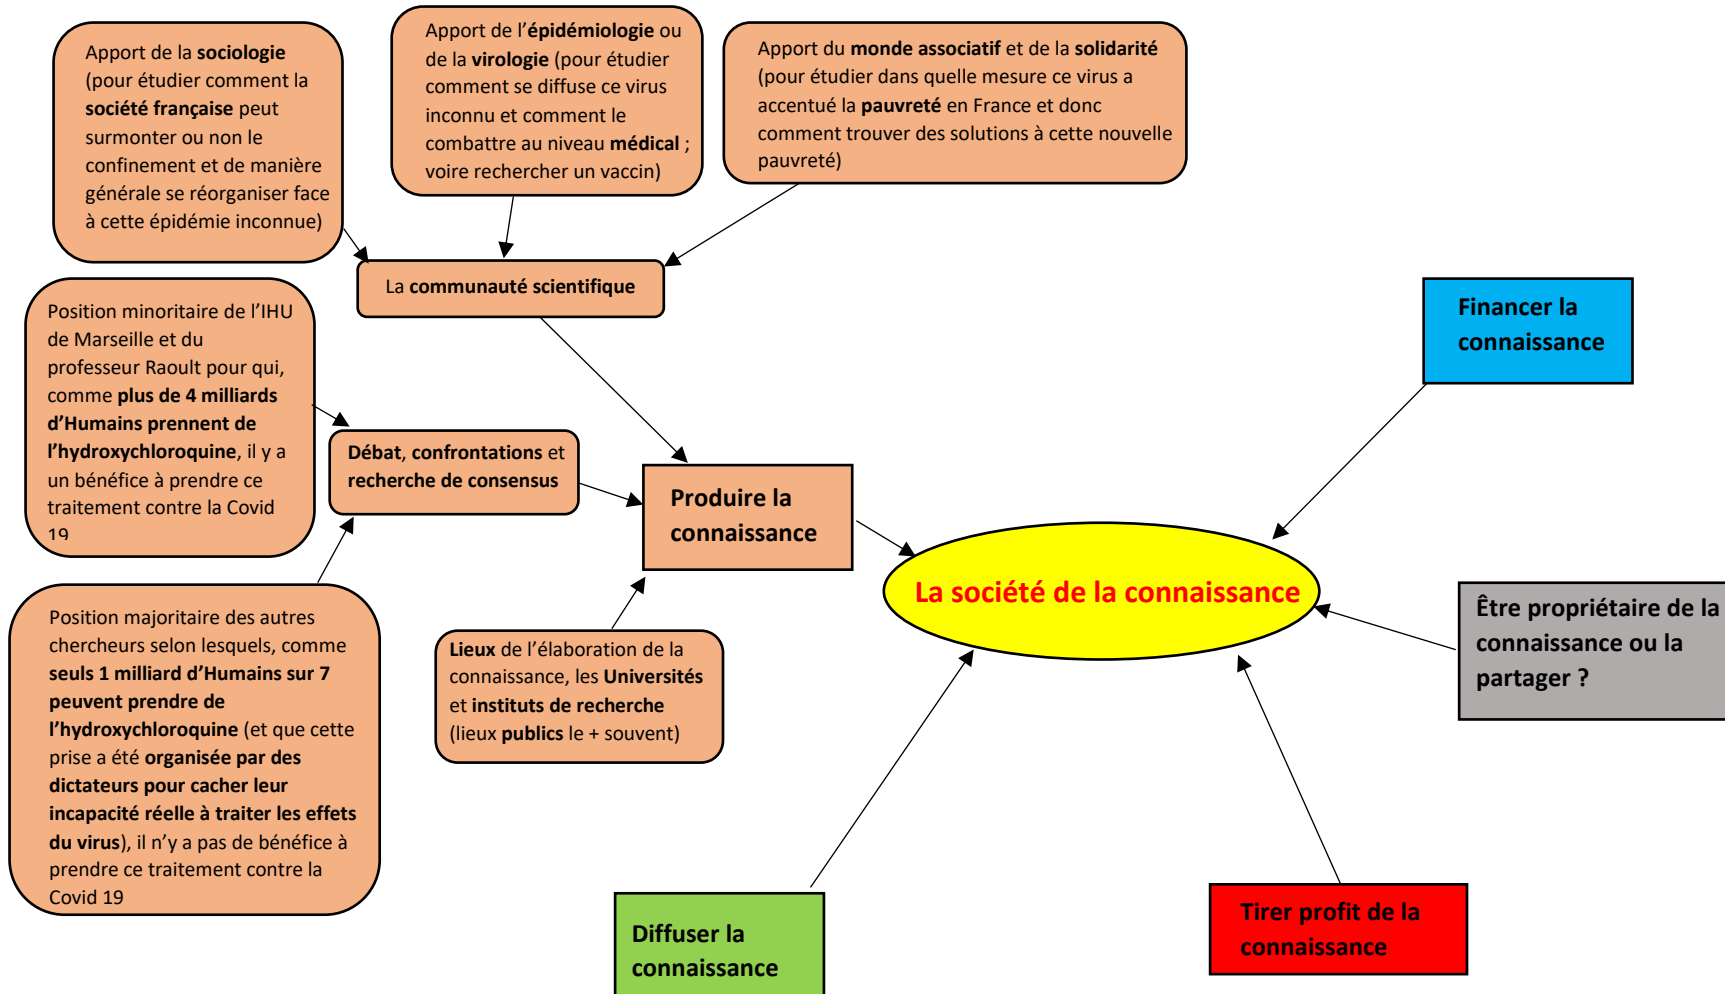 Apport de la sociologie
(pour étudier comment la
société française peut
surmonter ou non le
confinement et de manière
générale se réorganiser face
à cette épidémie inconnue)
Apport de l’épidémiologie ou
de la virologie (pour étudier
comment se diffuse ce virus
inconnu et comment le
combattre au niveau médical ;
voire rechercher un vaccin)
Apport du monde associatif et de la solidarité
(pour étudier dans quelle mesure ce virus a
accentué la pauvreté en France et donc
comment trouver des solutions à cette nouvelle
pauvreté)
La communauté scientifique
Position minoritaire de l’IHU
de Marseille et du
professeur Raoult pour qui,
comme plus de 4 milliards
d’Humains prennent de
l’hydroxychloroquine, il y a
un bénéfice à prendre ce
traitement contre la Covid
19
Débat, confrontations et
recherche de consensus
Produire la
connaissance
Financer la
connaissance
La société de la connaissance
Être propriétaire de la
connaissance ou la
partager ?
Position majoritaire des autres
chercheurs selon lesquels, comme
seuls 1 milliard d’Humains sur 7
peuvent prendre de
l’hydroxychloroquine (et que cette
prise a été organisée par des
dictateurs pour cacher leur
incapacité réelle à traiter les effets
du virus), il n’y a pas de bénéfice à
prendre ce traitement contre la
Covid 19
Lieux de l’élaboration de la
connaissance, les Universités
et instituts de recherche
(lieux publics le + souvent)
Diffuser la
connaissance
Tirer profit de la
connaissance